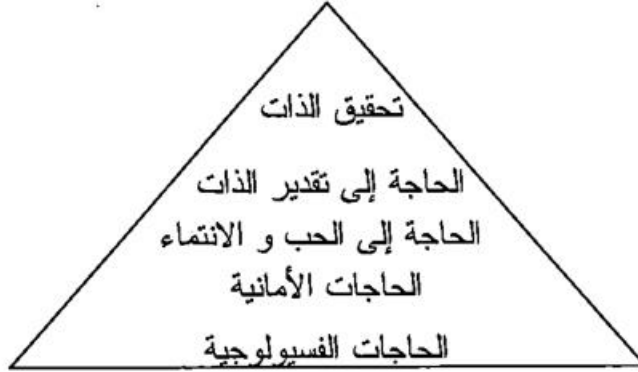 تحقيق الذات
الحاجة إلى تقدير الذات
الحاجة إلى الحب و الانتماء
الحاجات الأمانية
الحاجات الفسيولوجية